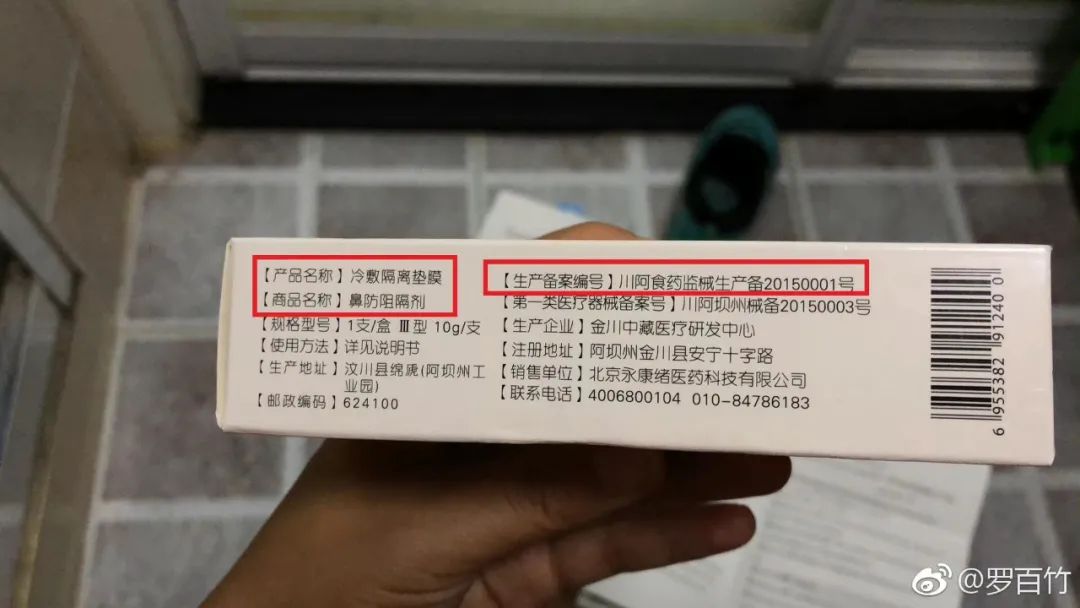 【产品名称】冷敷隔离垫膜
【商品名称】鼻防阻隔剂
【规格型号】1支/盒 Ⅲ型 10g/支
【使用方法】详见说明书
【生产地址】汶川县绵虒(阿坝州工
业园)
【邮政编码】624100
【生产备案编号】川阿食药监械生产备20150001号
【第一类医疗器械备案号】川阿坝州械备20150003号
【生产企业】金川中藏医疗研发中心
【注册地址】阿坝州金川县安宁十字路
【销售单位】北京永康绪医药科技有限公司
【联系电话】4006800104 010-84786183
6 955382 912400
@罗百竹